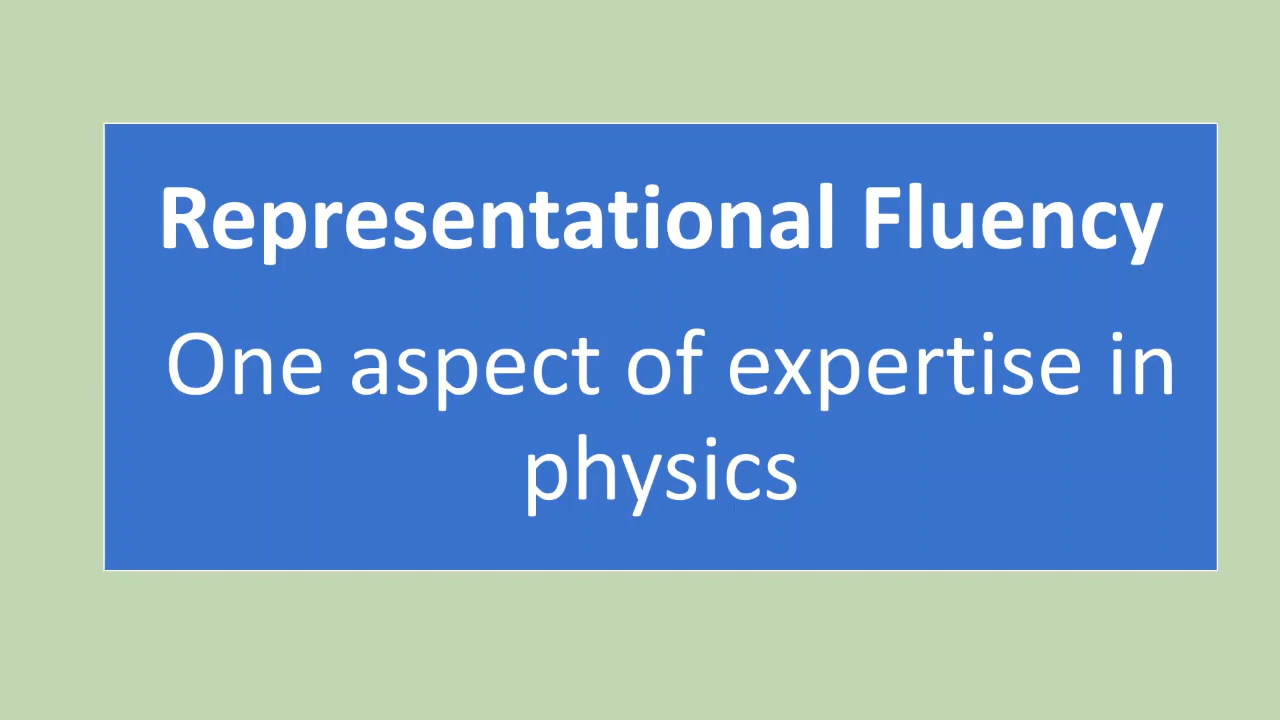 Representational Fluency
One aspect of expertise in
physics